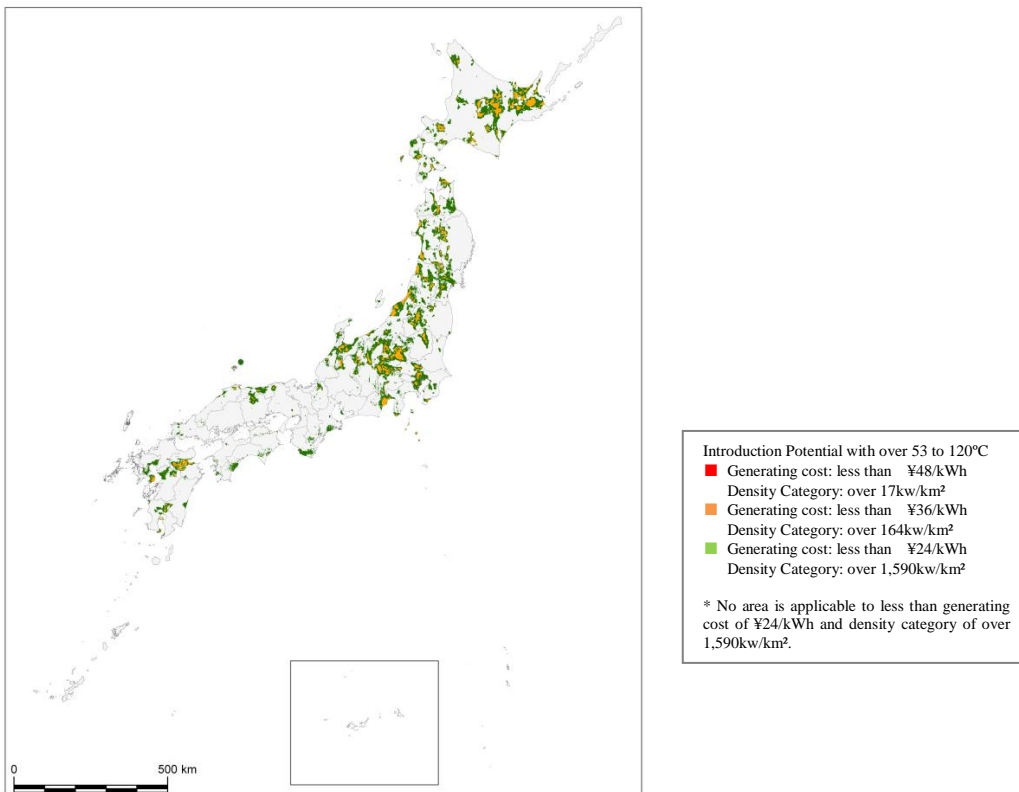 Introduction Potential with over 53 to 120ºC
Generating cost: less than ¥48/kWh
Density Category: over 17kw/km²
Generating cost: less than ¥36/kWh
Density Category: over 164kw/km²
Generating cost: less than ¥24/kWh
Density Category: over 1,590kw/km²
* No area is applicable to less than generating
cost of ¥24/kWh and density category of over
1,590kw/km².
0 500 km